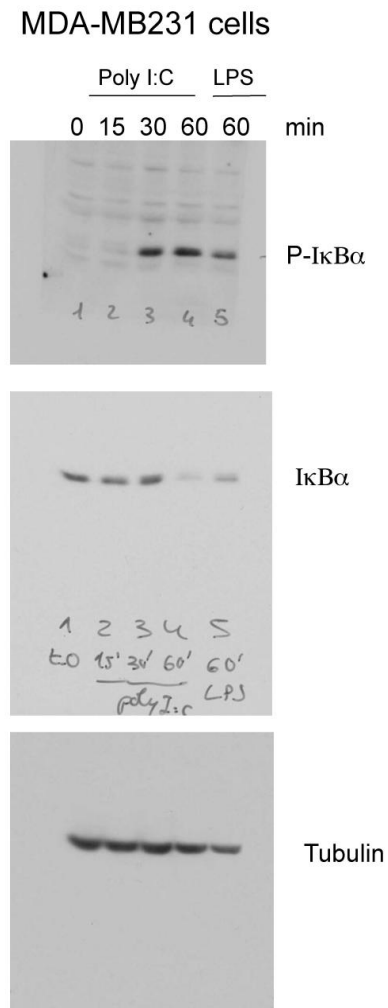 MDA-MB231 cells
Poly I:C LPS
0 15 30 60 60 min
P-IκBα
1 2 3 4 5
IκBα
1 2 3 4 5
t0 15' 30' 60' 60'
poly I:C LPS
Tubulin